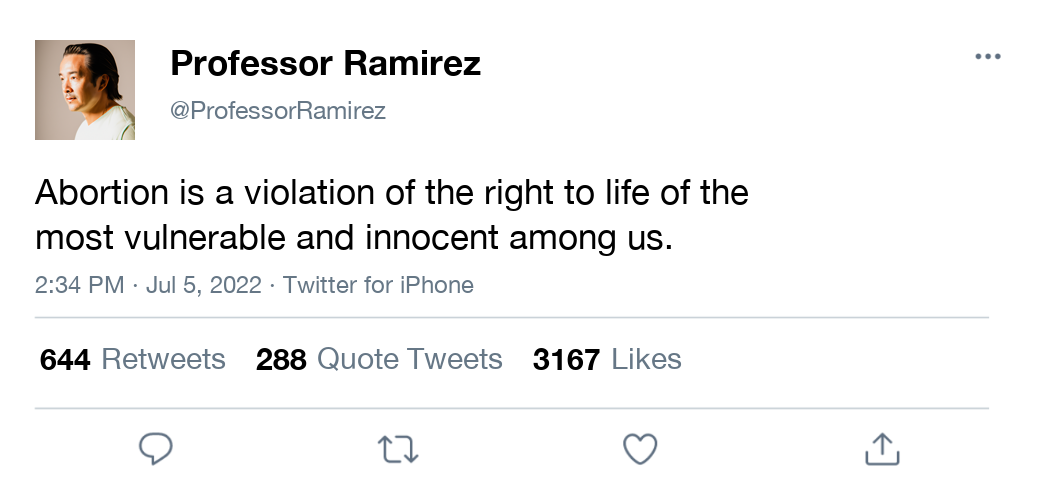 Professor Ramirez
@ProfessorRamirez
Abortion is a violation of the right to life of the
most vulnerable and innocent among us.
2:34 PM · Jul 5, 2022 · Twitter for iPhone
644 Retweets 288 Quote Tweets 3167 Likes